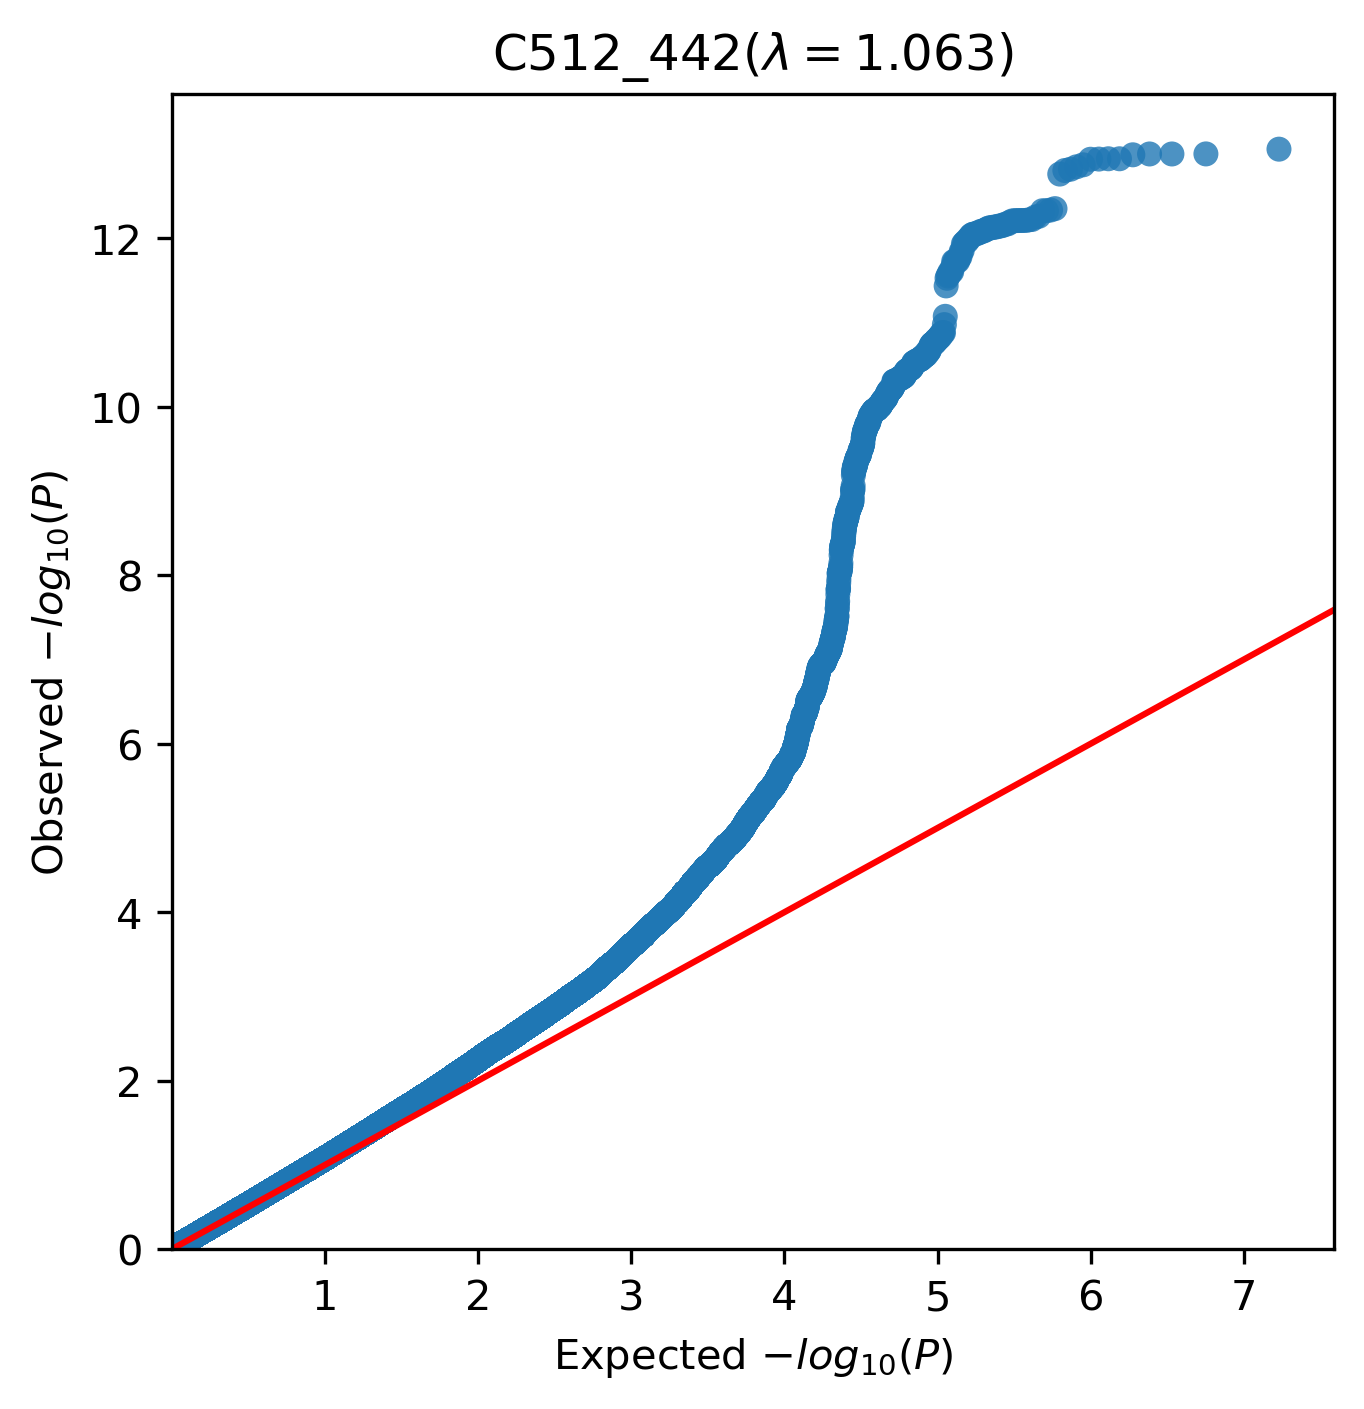 C512_442(λ = 1.063)
Observed −log₁₀(P)
12
10
8
6
4
2
0
1 2 3 4 5 6 7
Expected −log₁₀(P)